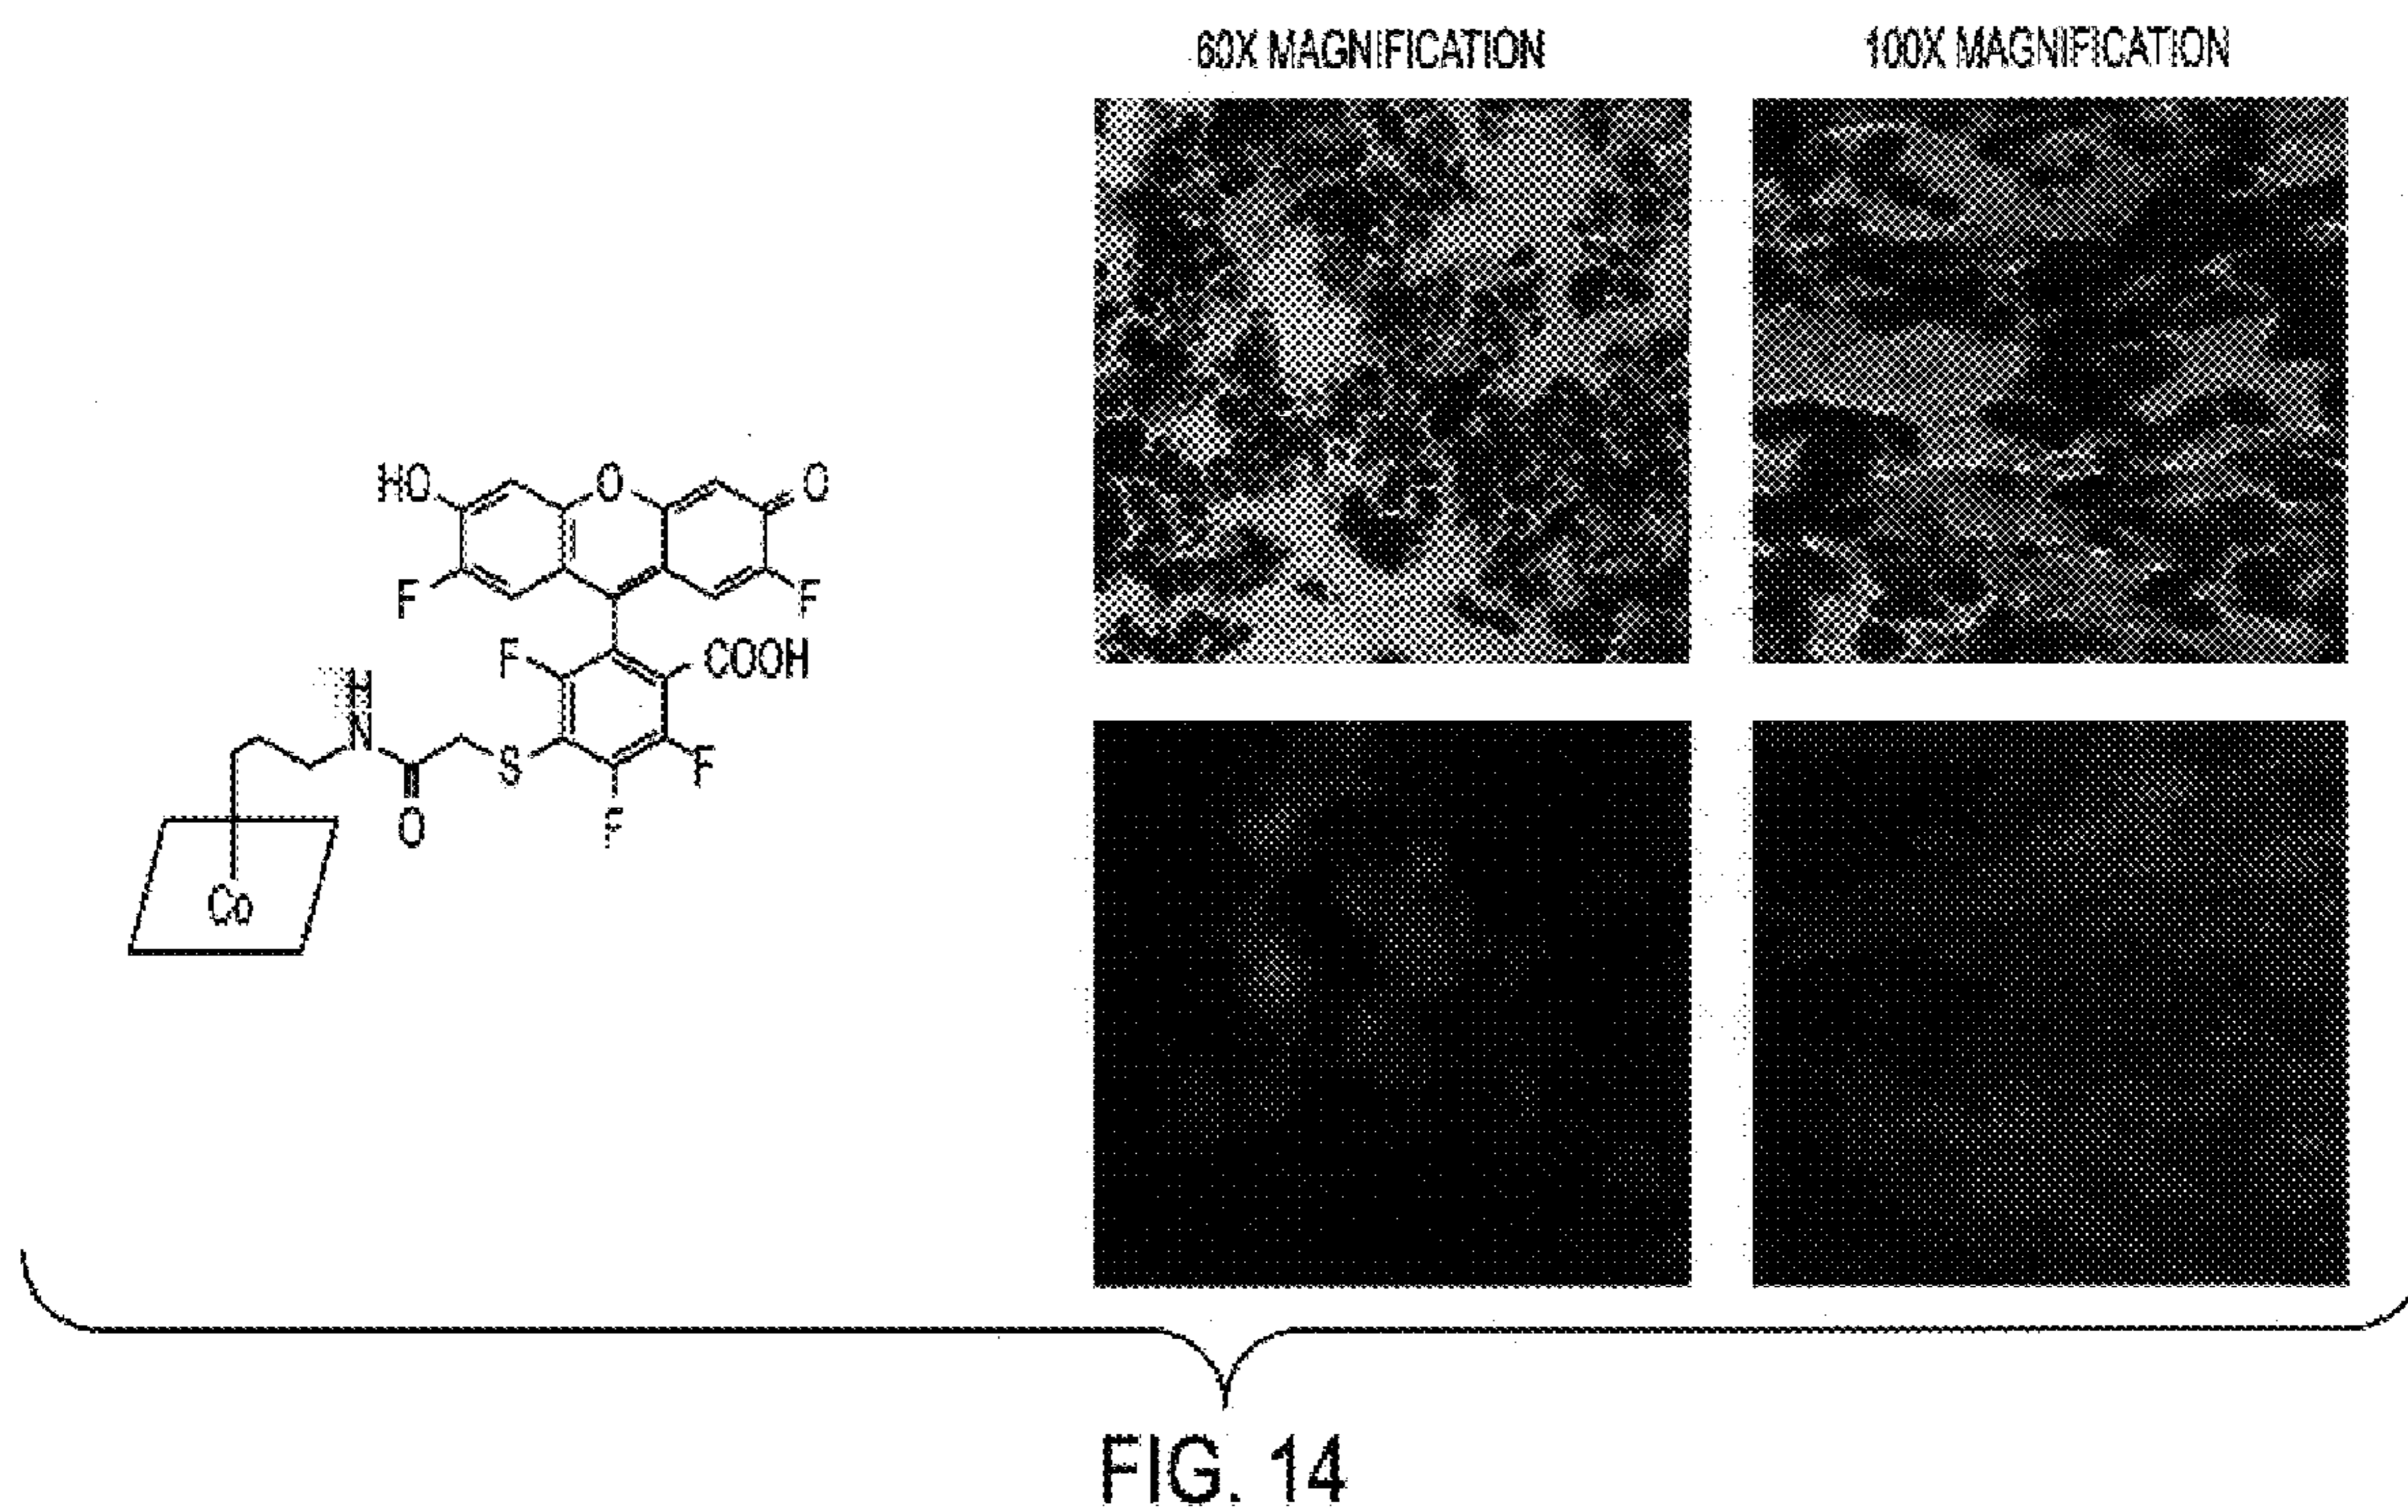 60X MAGNIFICATION
100X MAGNIFICATION
HO
O
O
F
F
F
COOH
H
N
S
F
O
F
Co
FIG. 14